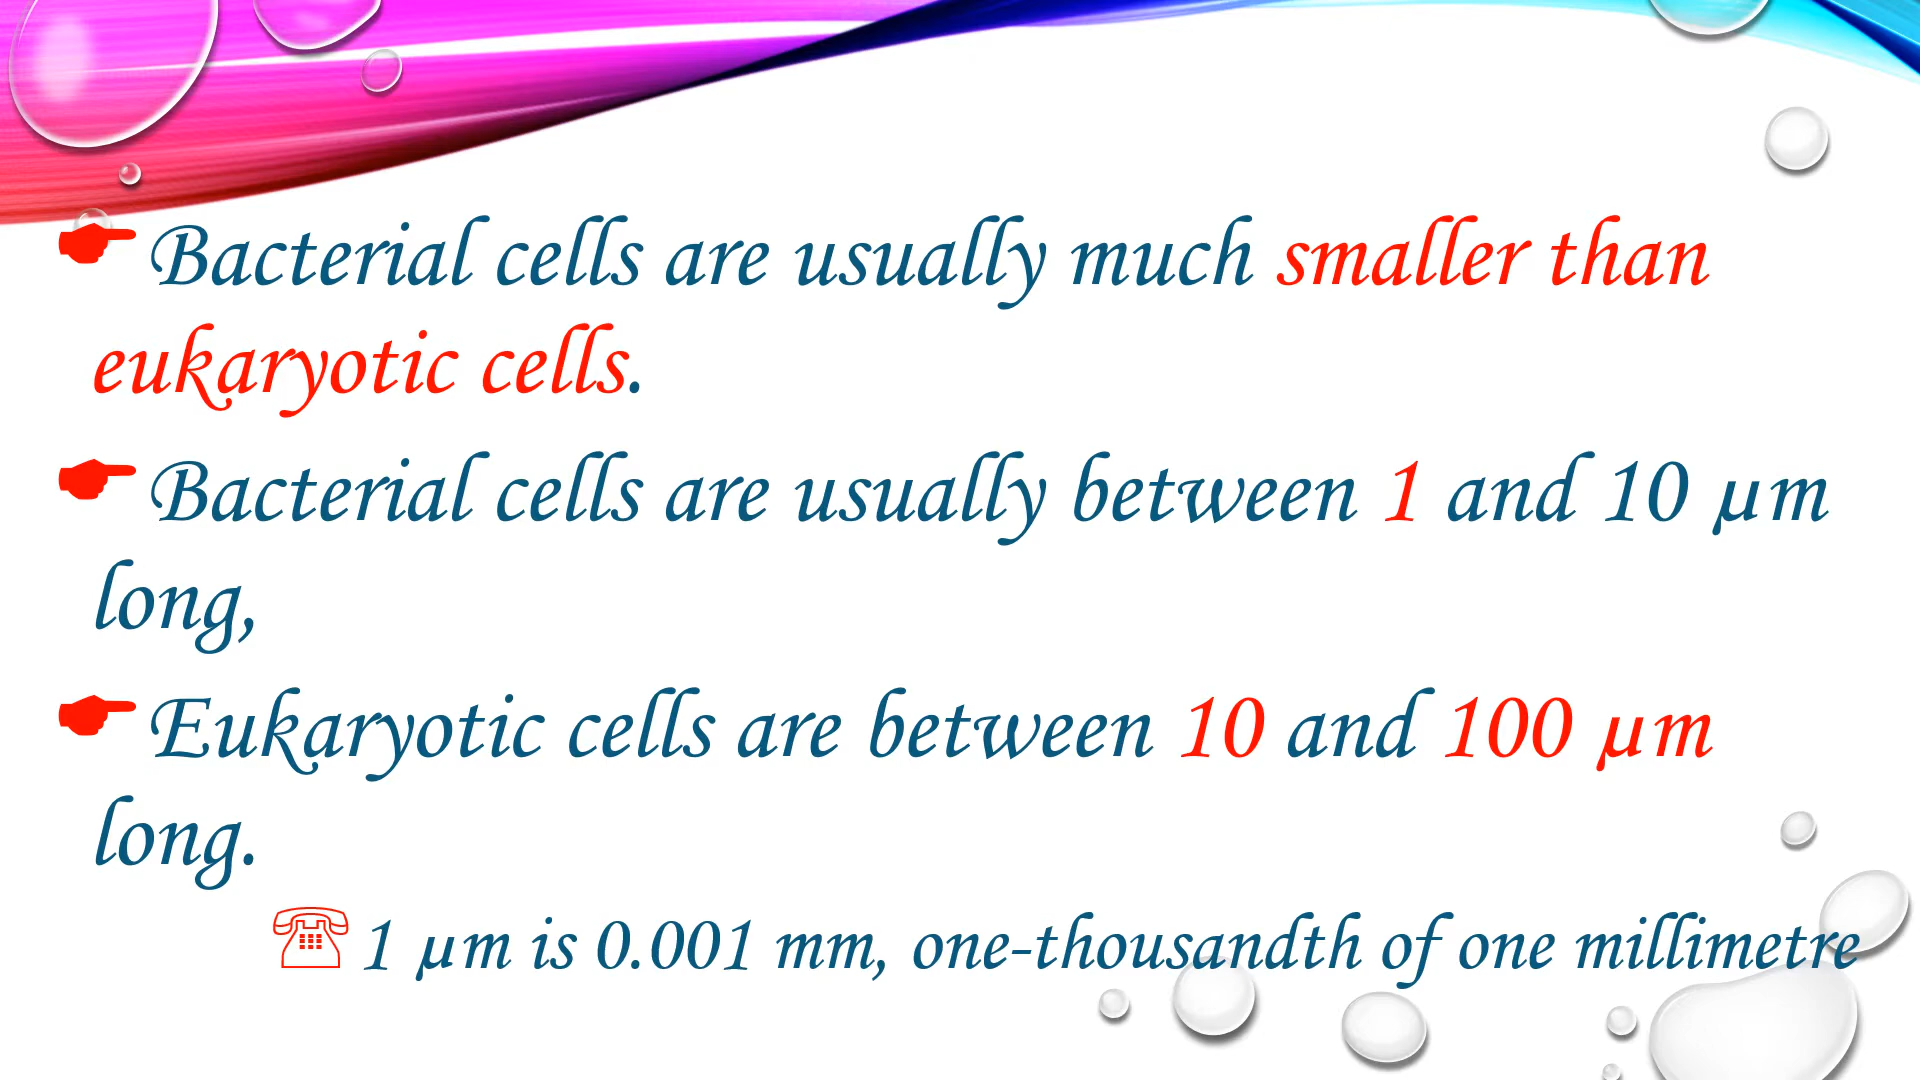 ☛Bacterial cells are usually much smaller than
eukaryotic cells.
☛Bacterial cells are usually between 1 and 10 µm
long,
☛Eukaryotic cells are between 10 and 100 µm
long.
☏1 µm is 0.001 mm, one-thousandth of one millimetre